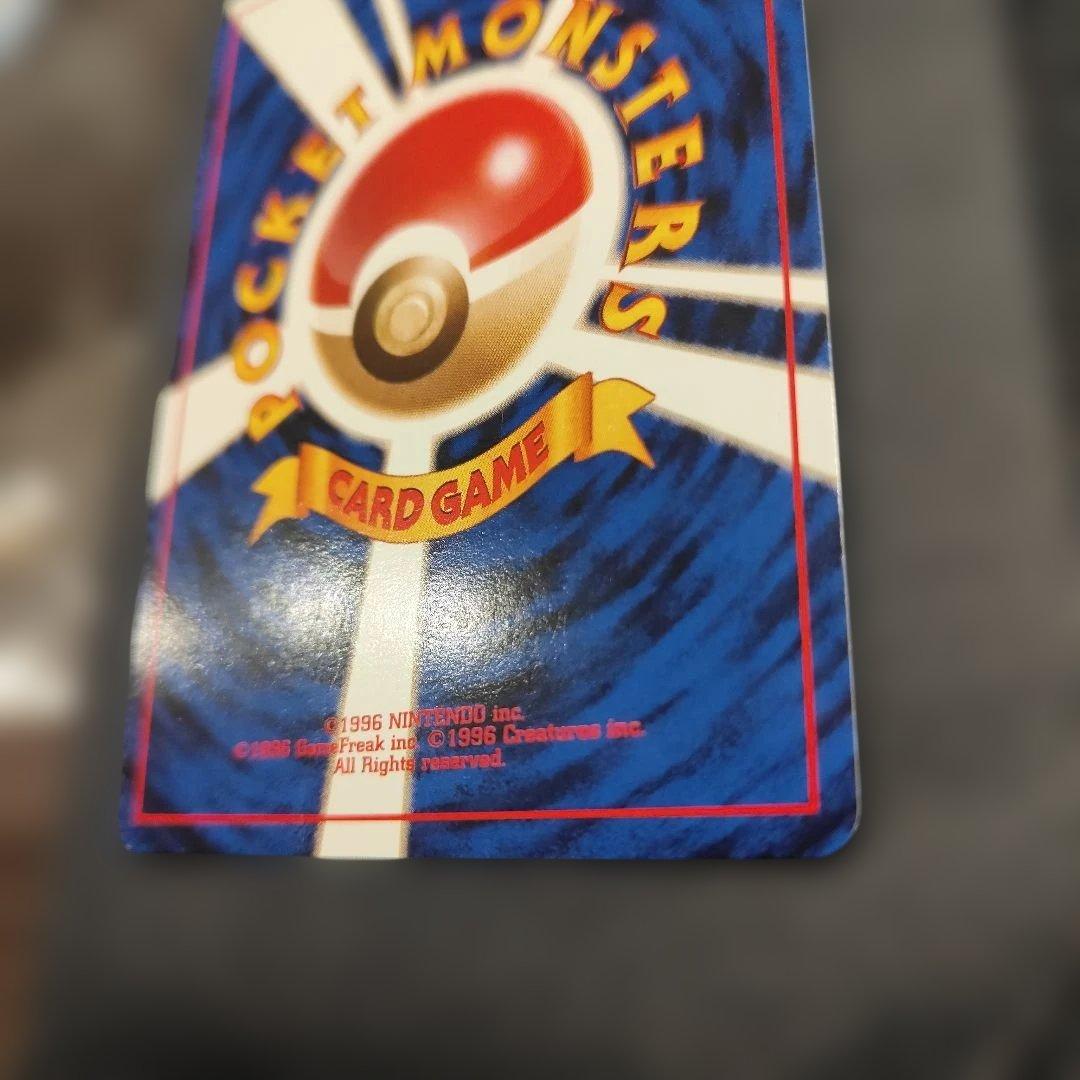 POCKET MONSTERS
CARD GAME
©1996 NINTENDO inc.
©1996 GameFreak inc. ©1996 Creatures inc.
All Rights reserved.